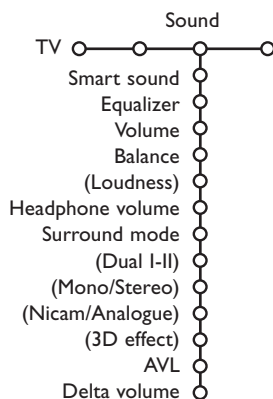 Sound
TV
Smart sound
Equalizer
Volume
Balance
(Loudness)
Headphone volume
Surround mode
(Dual I-II)
(Mono/Stereo)
(Nicam/Analogue)
(3D effect)
AVL
Delta volume